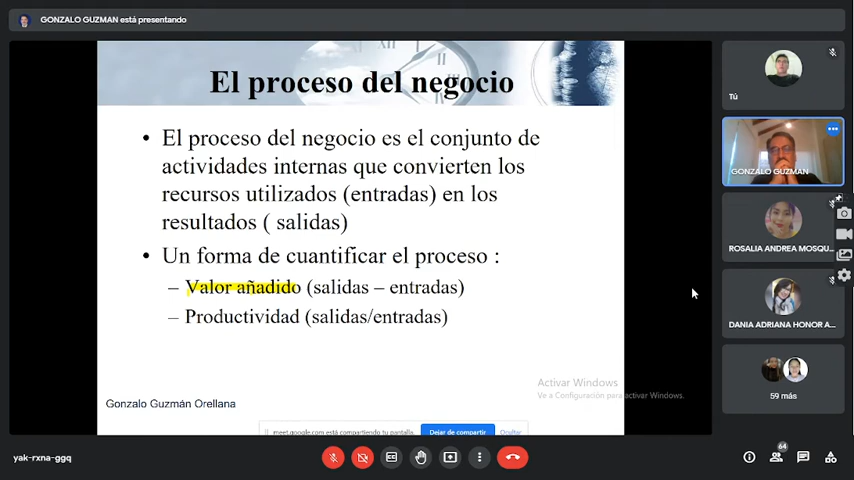 GONZALO GUZMAN está presentando
El proceso del negocio
• El proceso del negocio es el conjunto de
actividades internas que convierten los
recursos utilizados (entradas) en los
resultados ( salidas)
• Un forma de cuantificar el proceso :
– Valor añadido (salidas – entradas)
– Productividad (salidas/entradas)
Activar Windows
Ve a Configuración para activar Windows.
Gonzalo Guzmán Orellana
meet.google.com está compartiendo tu pantalla.
Dejar de compartir
Ocultar
Tú
GONZALO GUZMAN
ROSALIA ANDREA MOSQU...
DANIA ADRIANA HONOR A...
59 más
yak-rxna-ggq
64